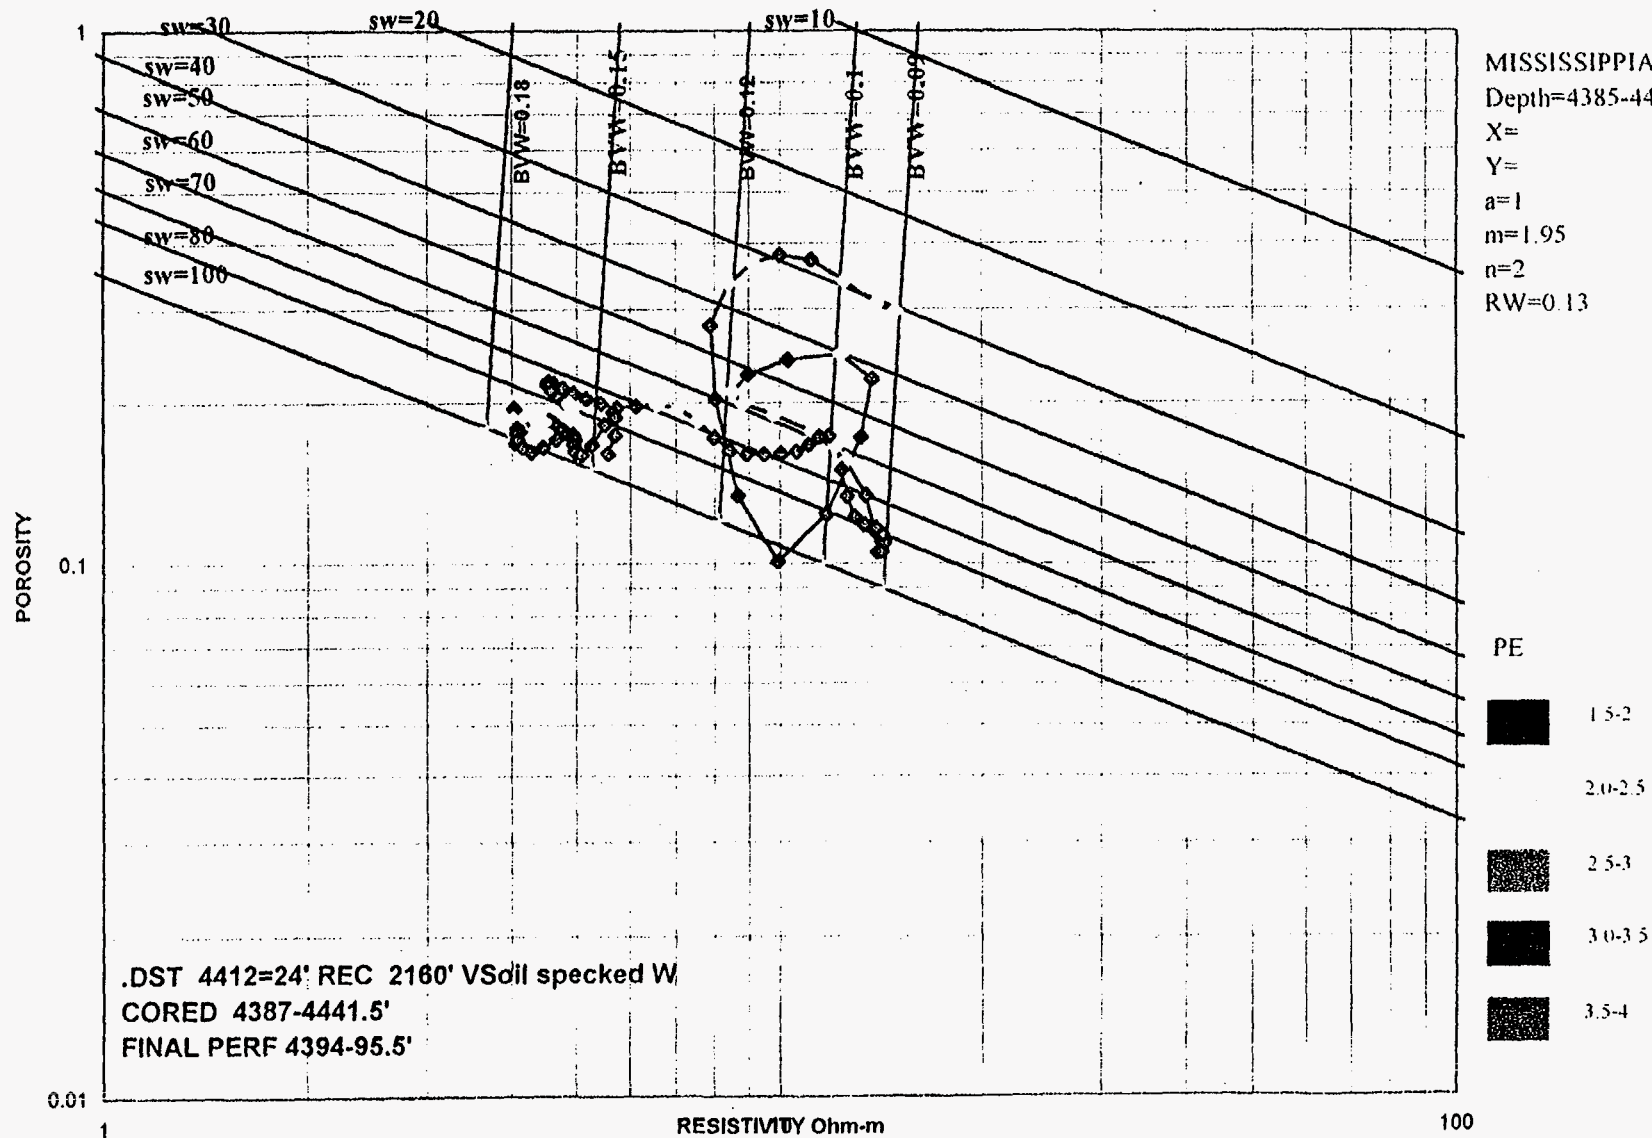 sw=30
sw=20
sw=10
1
sw=40
sw=50
sw=60
sw=70
sw=80
sw=100
BVW=0.18
BVW=0.15
BVW=0.12
BVW=0.1
BVW=0.09
MISSISSIPPIA
Depth=4385-44
X=
Y=
a=1
m=1.95
n=2
RW=0.13
POROSITY
0.1
PE
1.5-2
2.0-2.5
2.5-3
3.0-3.5
3.5-4
.DST 4412=24' REC 2160' VSoil specked W
CORED 4387-4441.5'
FINAL PERF 4394-95.5'
0.01
1
RESISTIVITY Ohm-m
10
100